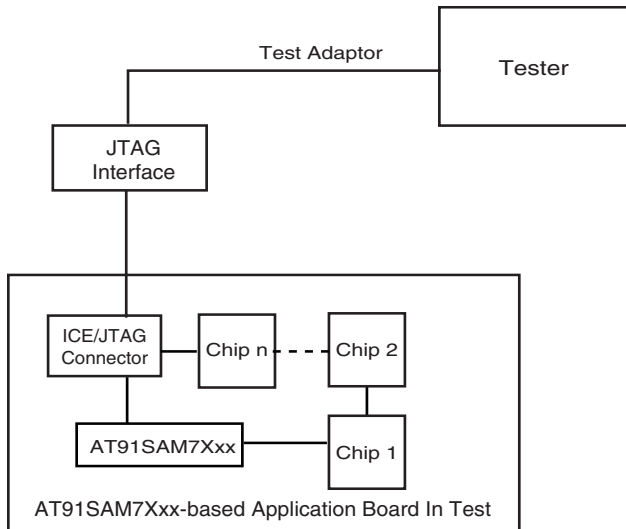 Test Adaptor
Tester
JTAG
Interface
ICE/JTAG
Connector
Chip n
Chip 2
AT91SAM7Xxx
Chip 1
AT91SAM7Xxx-based Application Board In Test